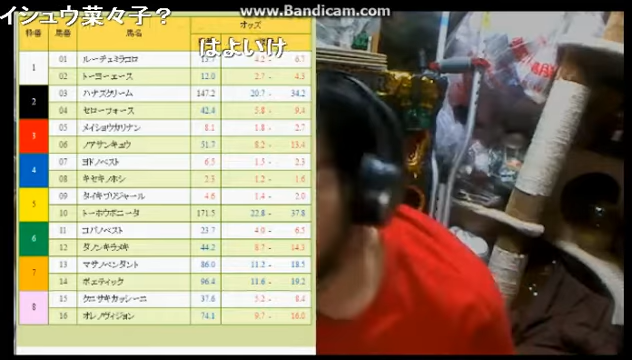 イシュウ菜々子？
www.Bandicam.com
枠番 馬番 馬名 オッズ
はよいけ
1 01 ルーチェミラコロ 4.2 - 6.7
02 トーヨーエース 12.0 2.7 - 4.3
2 03 ハナズクリーム 147.2 20.7 - 34.2
04 セローフォース 42.4 5.8 - 9.4
3 05 メイショウカリナン 8.1 1.8 - 2.7
06 ノアサンキュウ 51.7 8.2 - 13.4
4 07 ヨドノベスト 6.5 1.5 - 2.3
08 キセキノホシ 2.3 1.2 - 1.6
5 09 タイキプリジャール 4.6 1.4 - 2.0
10 トーホウボニータ 171.5 22.8 - 37.8
6 11 コパノベスト 23.7 4.0 - 6.5
12 タノンキラメキ 44.2 8.7 - 14.3
7 13 マサノペンダント 86.0 11.2 - 18.5
14 ポエティック 96.4 11.6 - 19.2
8 15 クニサキカッシーニ 37.6 5.2 - 8.4
16 オレノヴィジョン 74.1 9.7 - 16.0